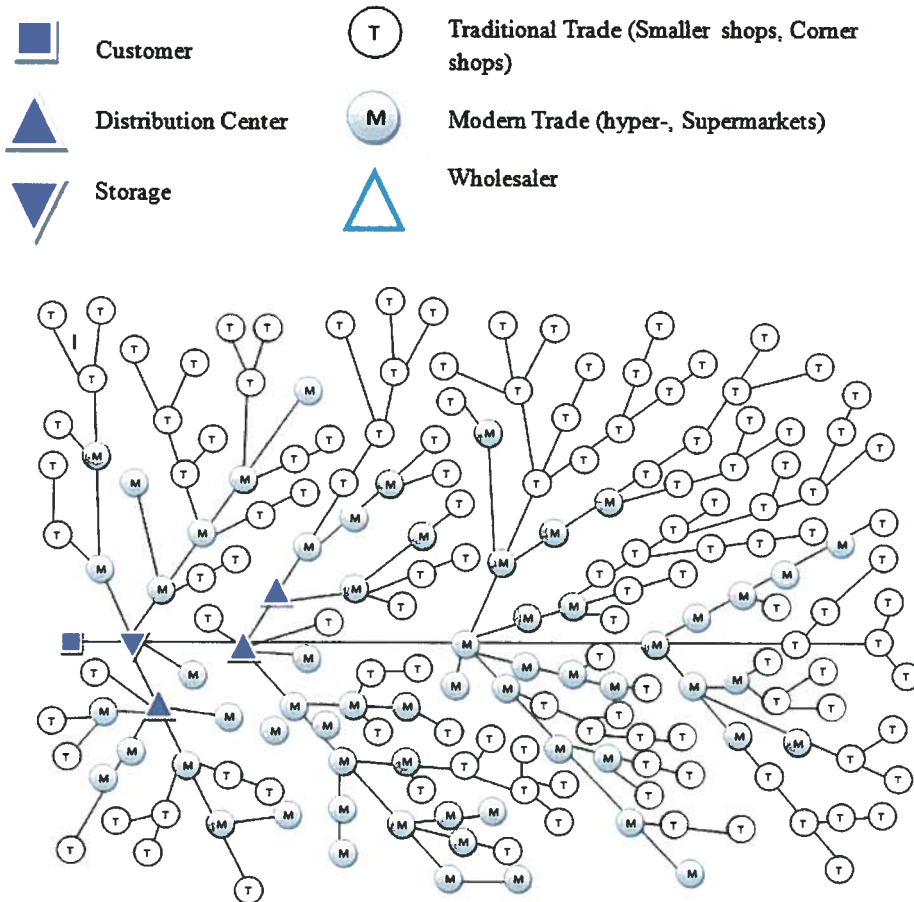 Customer
T
Traditional Trade (Smaller shops, Corner
shops)
Distribution Center
M
Modern Trade (hyper-, Supermarkets)
Storage
Wholesaler
T
T T T
T T T T T T
T T
T T T T
T T T T
M T T T T
T T T T
T M T T T
T M T T T T T T
T T M T T T M T T T
M T T M T T M T T
M M M T T T T
M T M T T T T M
M T T M T T T T T
M T T M T M M T T
T T M T T
M M M T T T
T M M M T M T T
T T M M M T M T T
T M M M T M T T T T
M M T T T T M M T
M M T T M M T T T
M M T M T T T T T
T T M M M M M T T M T T T T
T M M T T T
T M M M T